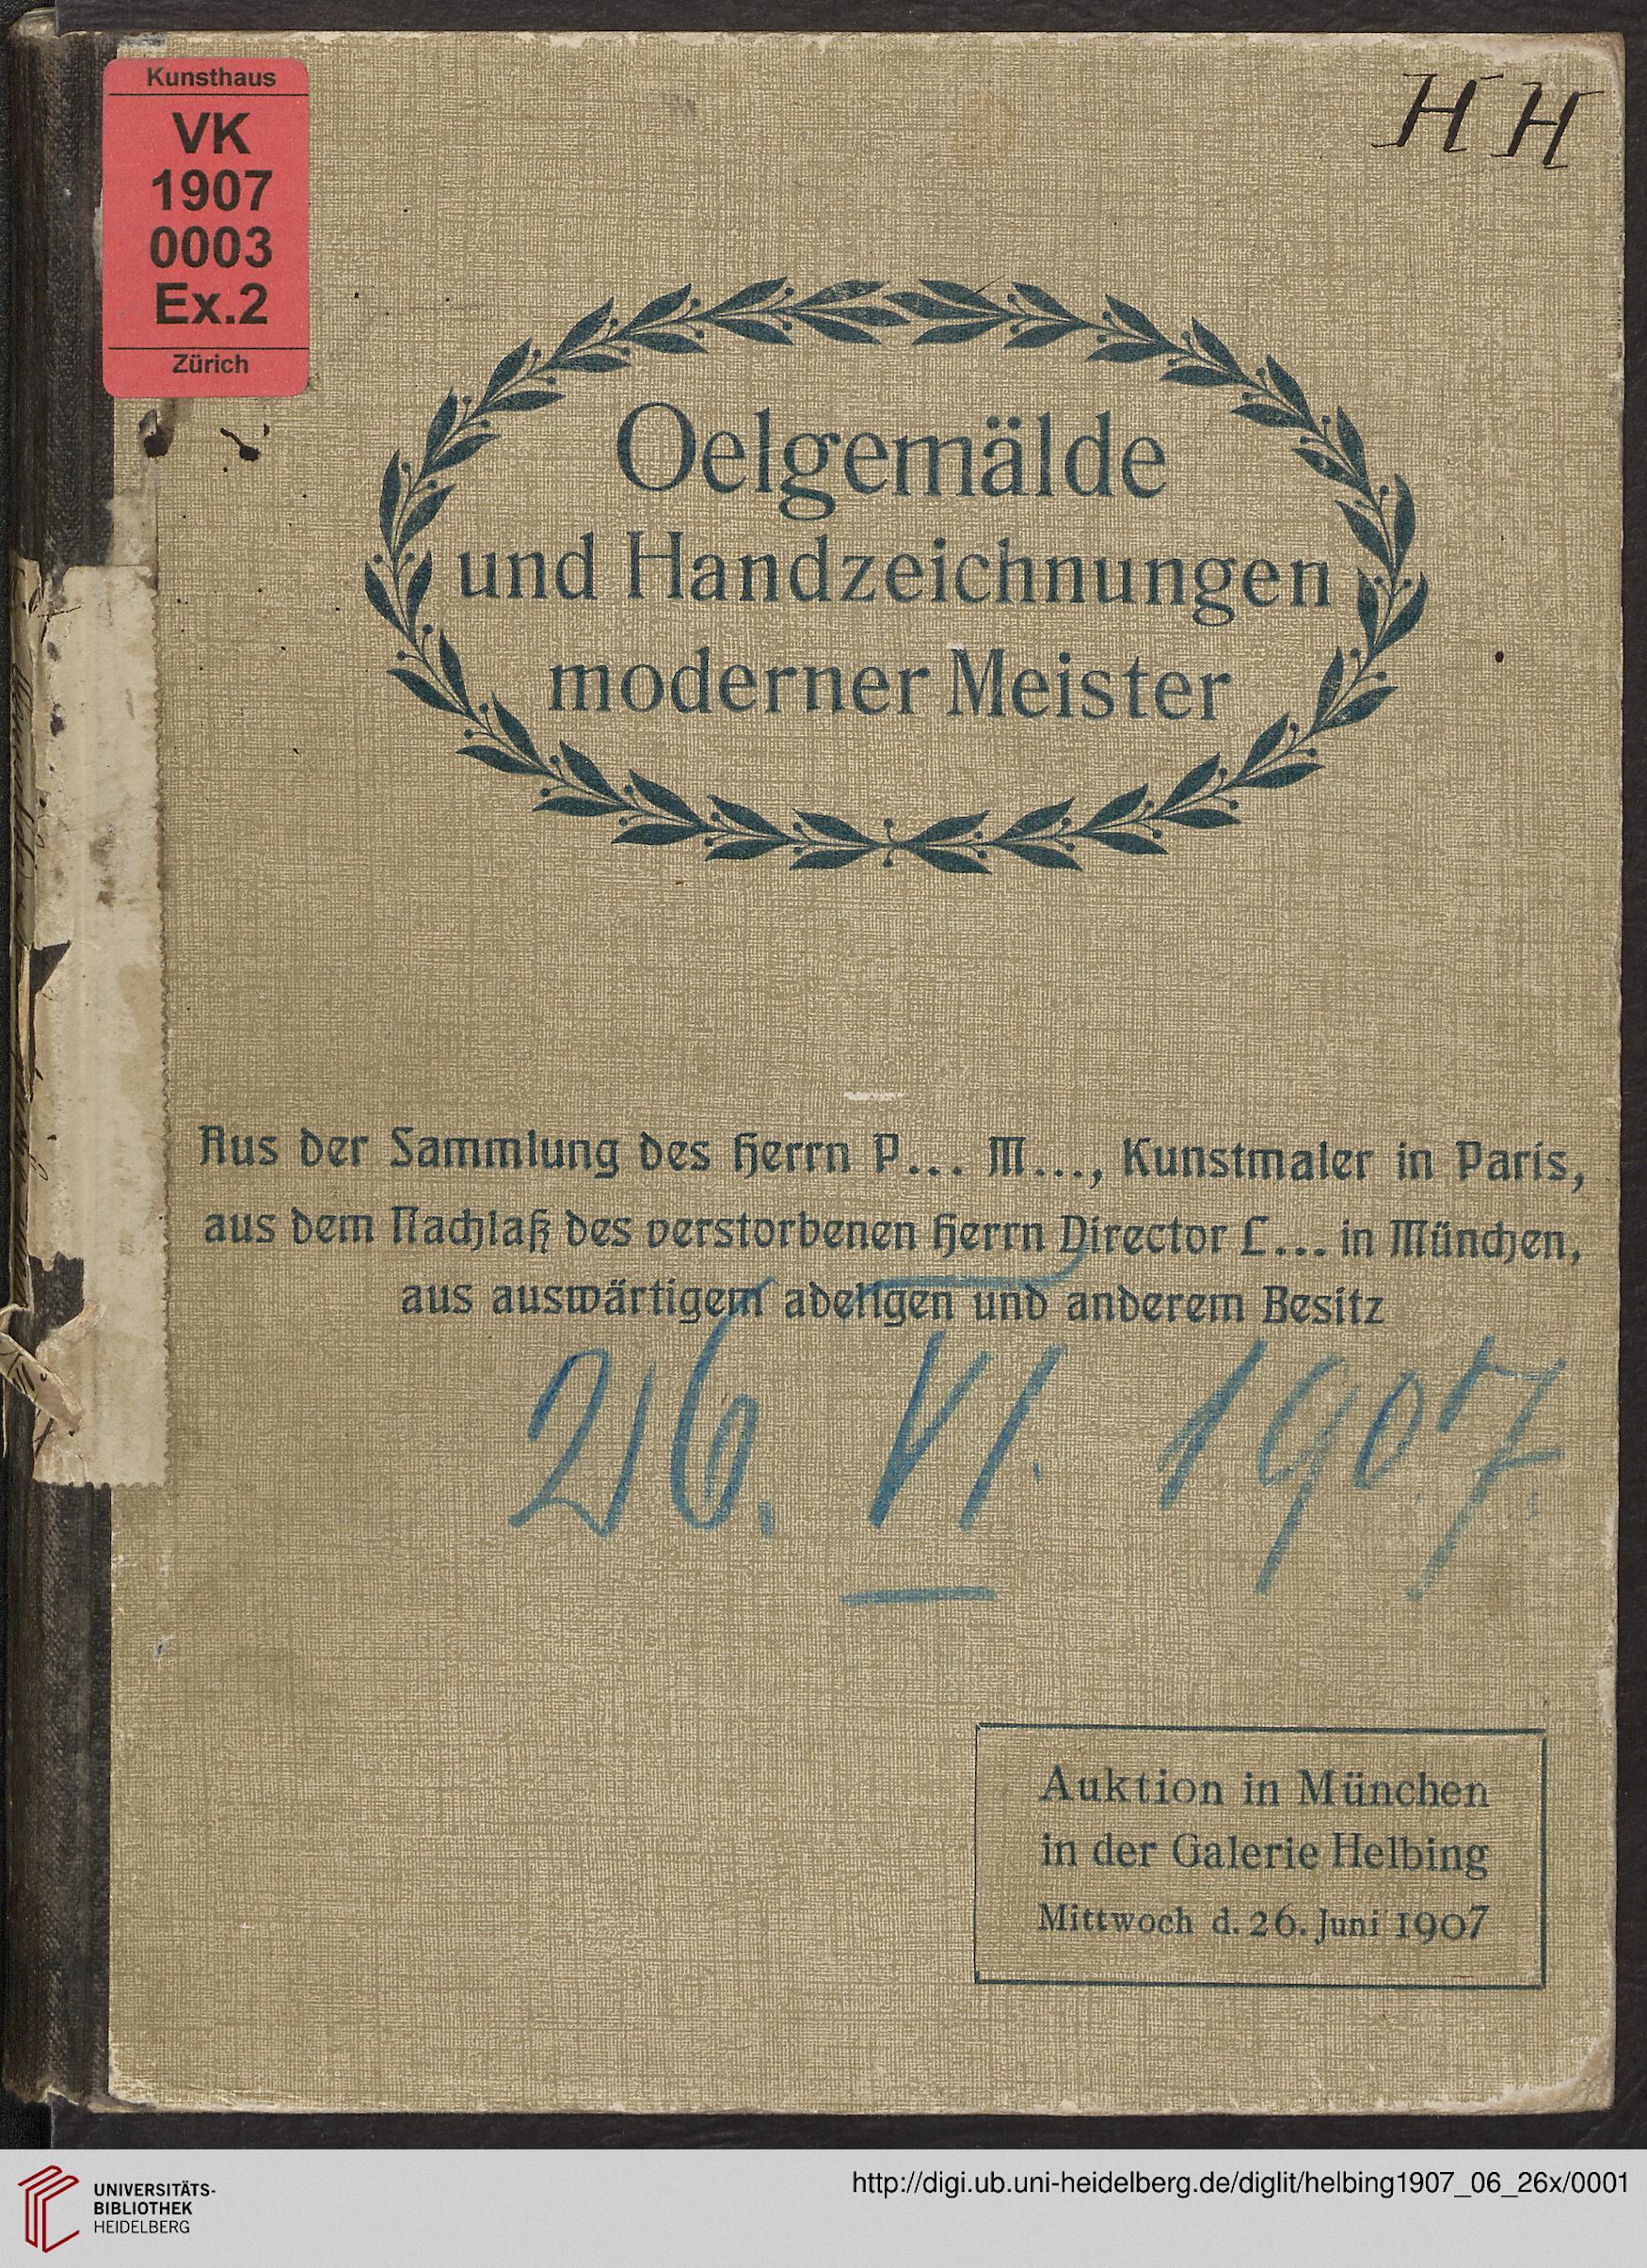 Kunsthaus
VK
1907
0003
Ex.2
Zürich
H H
Oelgemälde
und Handzeichnungen
moderner Meister
Aus der Sammlung des Herrn P... M..., Kunstmaler in Paris,
aus dem Nachlaß des verstorbenen Herrn Director L... in München,
aus auswärtigem adeligen und anderem Besitz
26. VI. 1907.
Auktion in München
in der Galerie Helbing
Mittwoch d. 26. Juni 1907
UNIVERSITÄTS-
BIBLIOTHEK
HEIDELBERG
http://digi.ub.uni-heidelberg.de/diglit/helbing1907_06_26x/0001